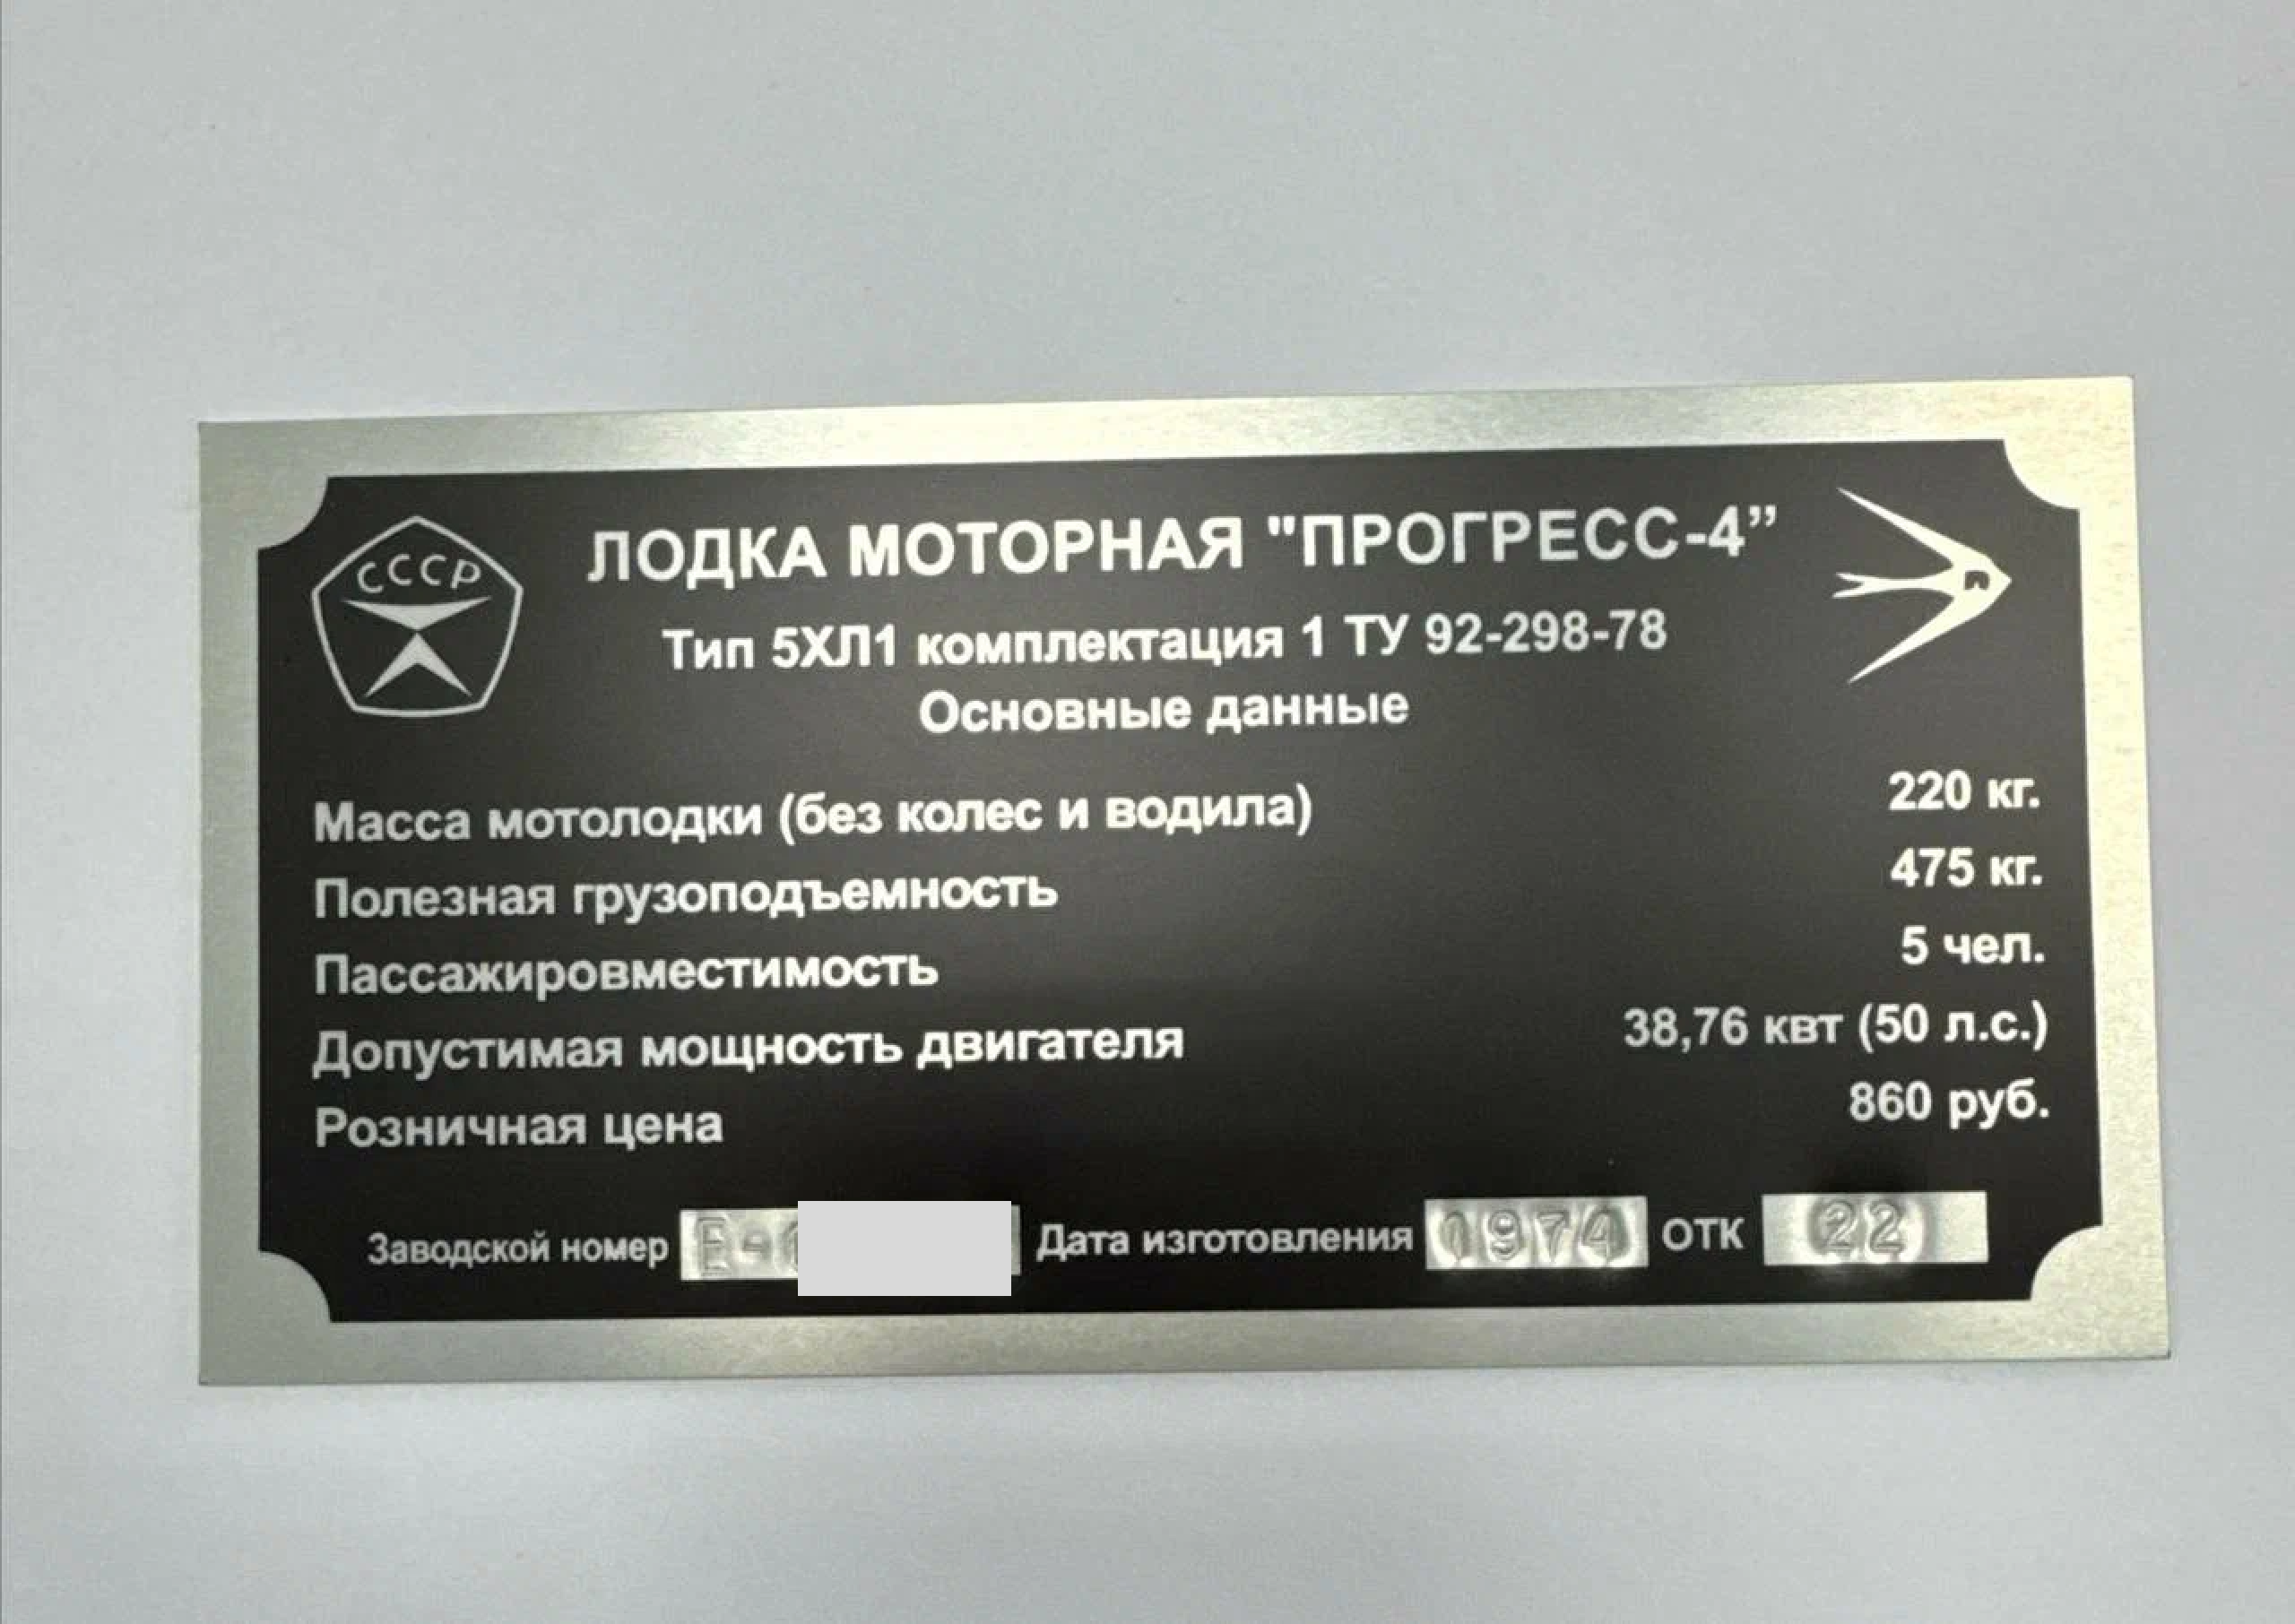 СССР
ЛОДКА МОТОРНАЯ "ПРОГРЕСС-4”
Тип 5ХЛ1 комплектация 1 ТУ 92-298-78
Основные данные
Масса мотолодки (без колес и водила) 220 кг.
Полезная грузоподъемность 475 кг.
Пассажировместимость 5 чел.
Допустимая мощность двигателя 38,76 квт (50 л.с.)
Розничная цена 860 руб.
Заводской номер Дата изготовления 1974 ОТК 22